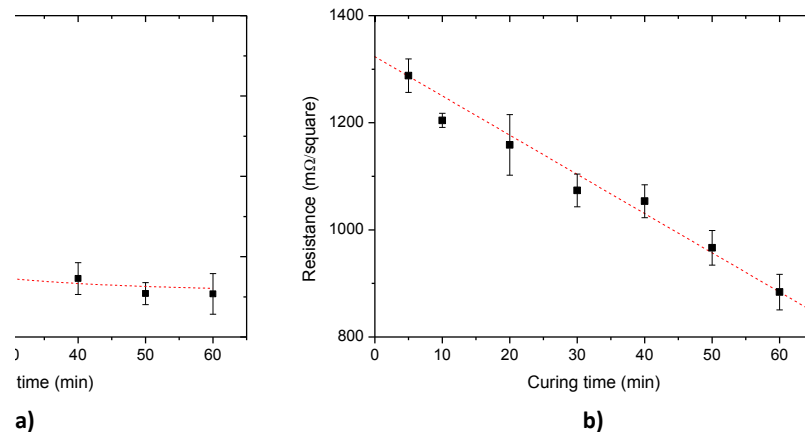 1400
1200
1000
800
Resistance (mΩ/square)
0 10 20 30 40 50 60
Curing time (min)
b)
40 50 60
time (min)
a)